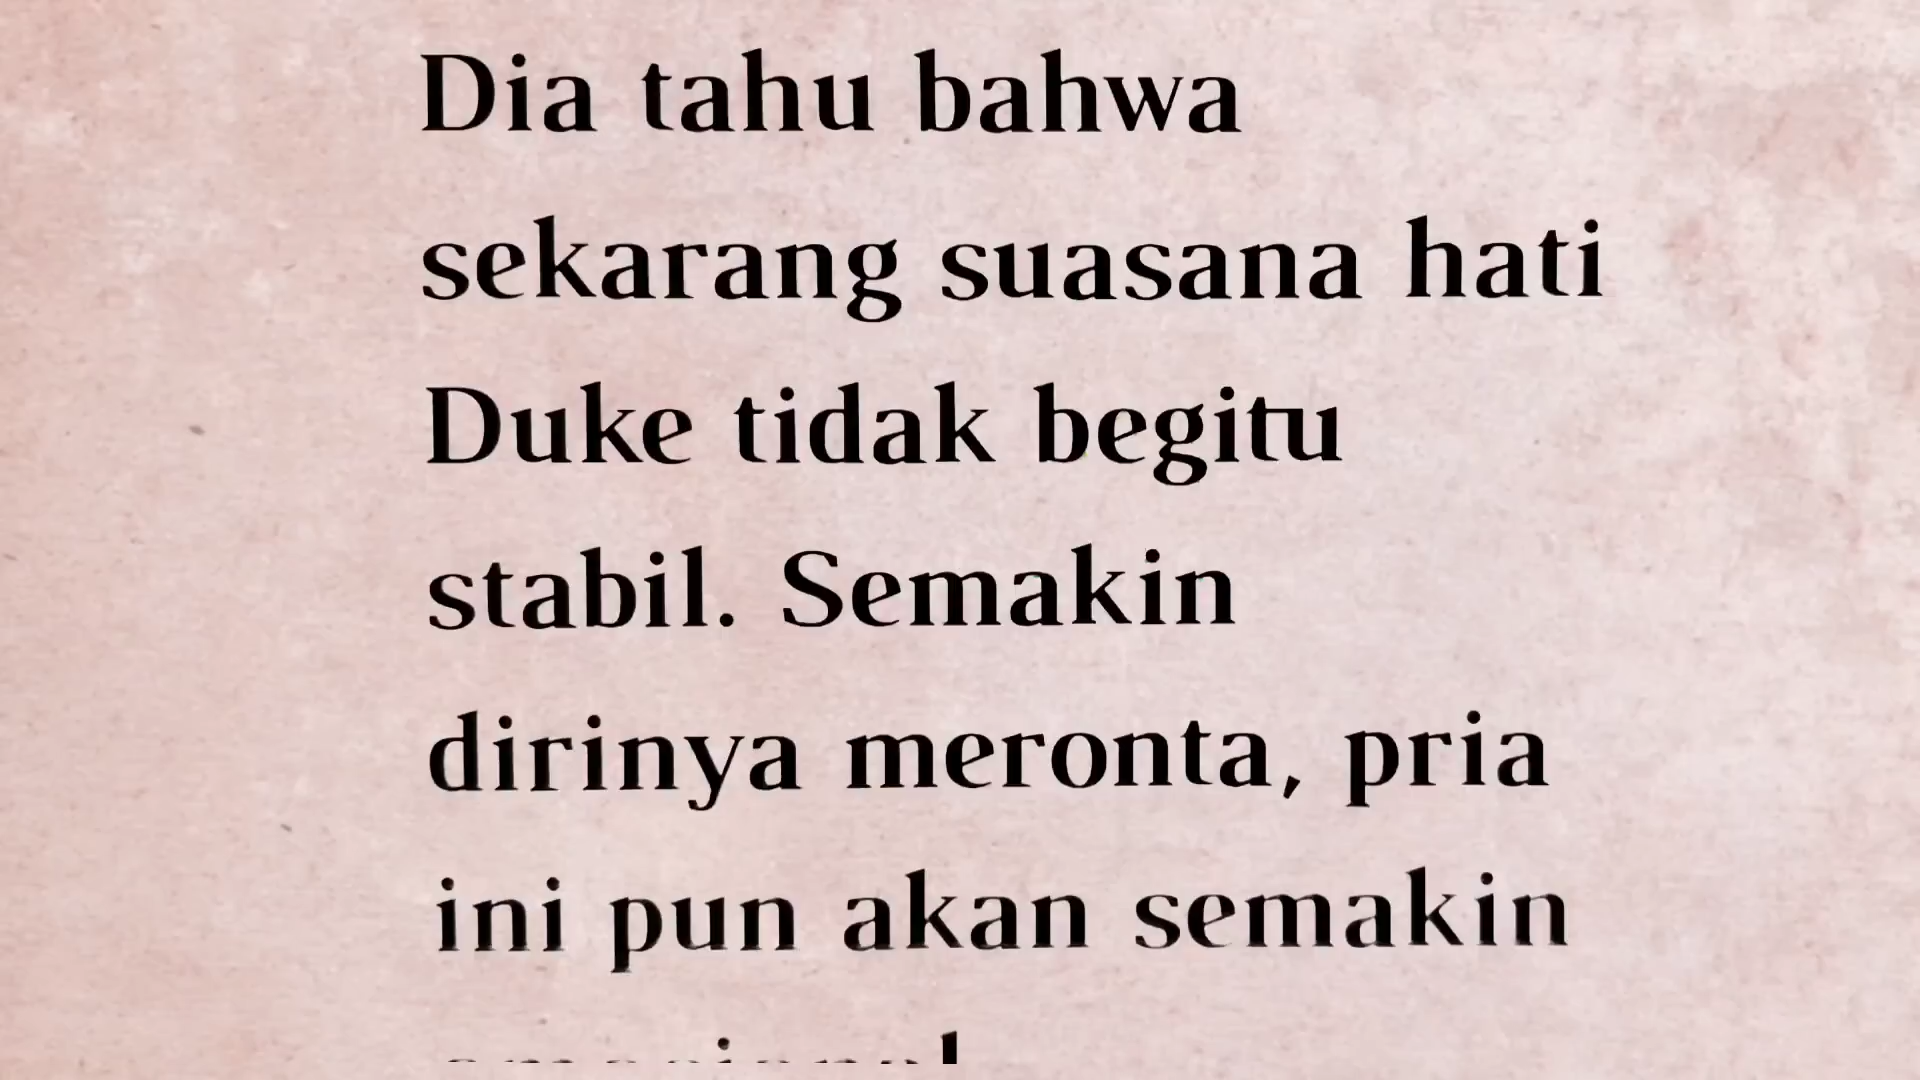 Dia tahu bahwa
sekarang suasana hati
Duke tidak begitu
stabil. Semakin
dirinya meronta, pria
ini pun akan semakin